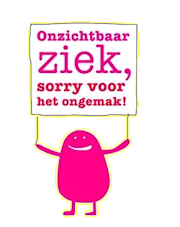 Onzichtbaar
ziek,
sorry voor
het ongemak!